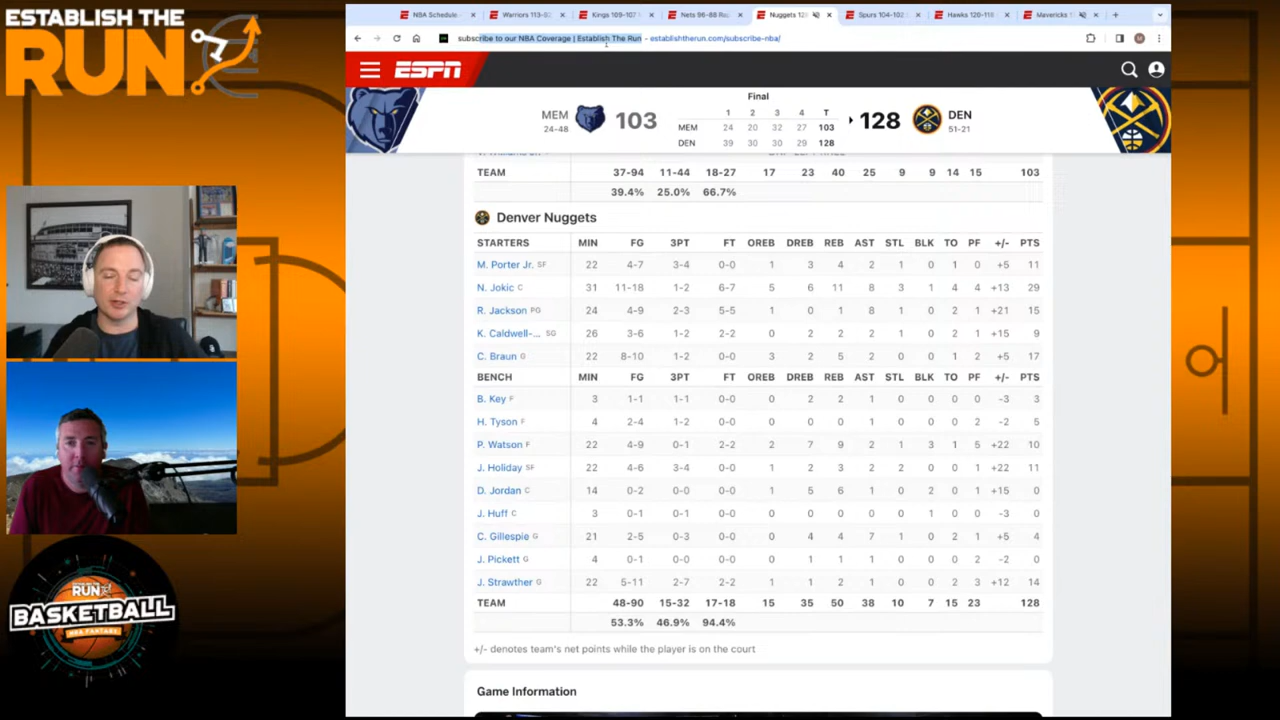 ESTABLISH THE
RUN
NBA Schedule
Warriors 113-
Kings 109-107
Nets 96-88
Nuggets
Spurs 104-102
Hawks 120-118
Mavericks
subscribe to our NBA Coverage | Establish The Run - establishtherun.com/subscribe-nba/
ESPN
Final
MEM 103 1 2 3 4 T 128 DEN
24-48 MEM 24 20 32 27 103 51-21
DEN 39 30 30 29 128
TEAM 37-94 11-44 18-27 17 23 40 25 9 9 14 15 103
39.4% 25.0% 66.7%
Denver Nuggets
STARTERS MIN FG 3PT FT OREB DREB REB AST STL BLK TO PF +/- PTS
M. Porter Jr. SF 22 4-7 3-4 0-0 1 3 4 2 1 0 1 0 +5 11
N. Jokic C 31 11-18 1-2 6-7 5 6 11 8 3 1 4 4 +13 29
R. Jackson PG 24 4-9 2-3 5-5 1 0 1 8 1 0 2 1 +21 15
K. Caldwell-... SG 26 3-6 1-2 2-2 0 2 2 2 1 0 2 1 +15 9
C. Braun G 22 8-10 1-2 0-0 3 2 5 2 0 0 1 2 +5 17
BENCH MIN FG 3PT FT OREB DREB REB AST STL BLK TO PF +/- PTS
B. Key F 3 1-1 1-1 0-0 0 2 2 1 0 0 0 0 -3 3
H. Tyson F 4 2-4 1-2 0-0 0 0 0 0 0 0 0 2 -2 5
P. Watson F 22 4-9 0-1 2-2 2 7 9 2 1 3 1 5 +22 10
J. Holiday SF 22 4-6 3-4 0-0 1 2 3 2 2 0 0 1 +22 11
D. Jordan C 14 0-2 0-0 0-0 1 5 6 1 0 2 0 1 +15 0
J. Huff C 3 0-1 0-1 0-0 0 0 0 0 0 1 0 0 -3 0
C. Gillespie G 21 2-5 0-3 0-0 0 4 4 7 1 0 2 1 +5 4
J. Pickett G 4 0-1 0-0 0-0 0 1 1 1 0 0 0 2 -2 0
J. Strawther G 22 5-11 2-7 2-2 1 1 2 1 0 0 2 3 +12 14
TEAM 48-90 15-32 17-18 15 35 50 38 10 7 15 23 128
53.3% 46.9% 94.4%
+/- denotes team's net points while the player is on the court
Game Information
ESTABLISH THE
RUN
BASKETBALL
NBA FANTASY